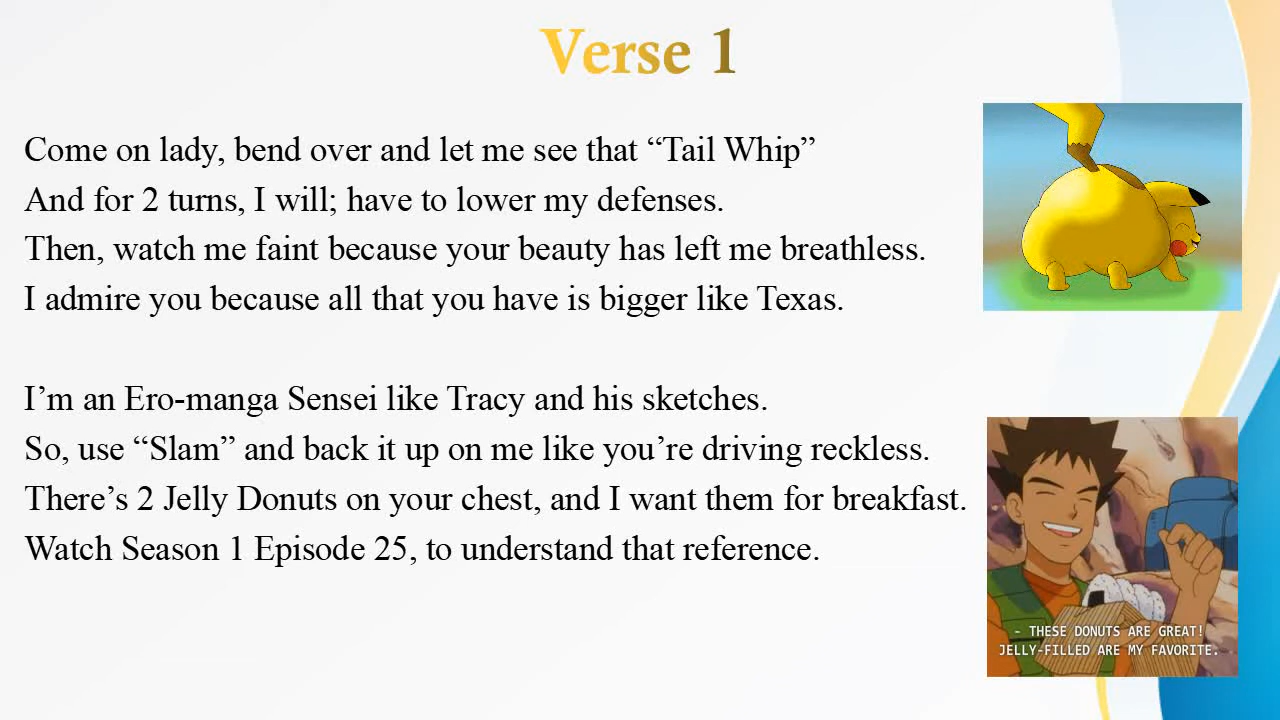 Verse 1
Come on lady, bend over and let me see that “Tail Whip”
And for 2 turns, I will; have to lower my defenses.
Then, watch me faint because your beauty has left me breathless.
I admire you because all that you have is bigger like Texas.
I’m an Ero-manga Sensei like Tracy and his sketches.
So, use “Slam” and back it up on me like you’re driving reckless.
There’s 2 Jelly Donuts on your chest, and I want them for breakfast.
Watch Season 1 Episode 25, to understand that reference.
- THESE DONUTS ARE GREAT!
JELLY-FILLED ARE MY FAVORITE.